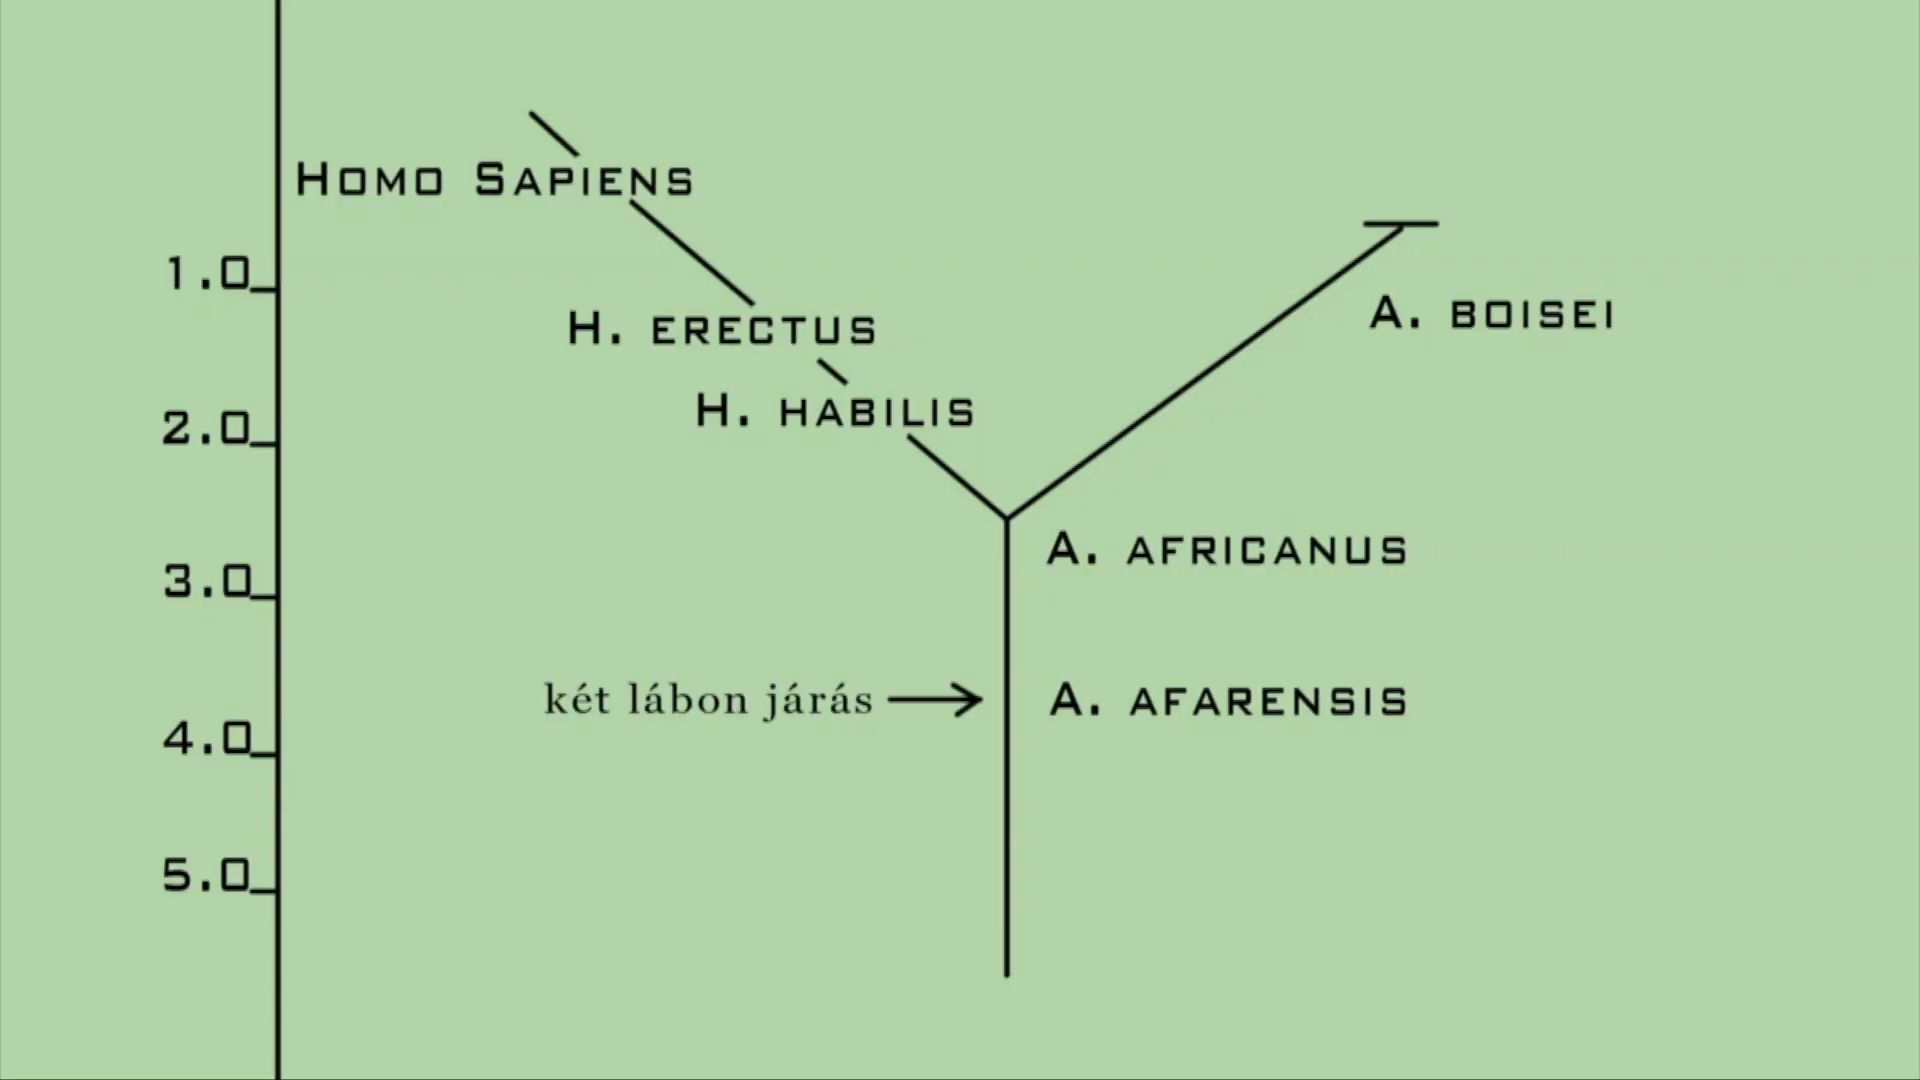 Homo Sapiens
1.0
A. boisei
H. erectus
2.0
H. habilis
A. africanus
3.0
két lábon járás
A. afarensis
4.0
5.0